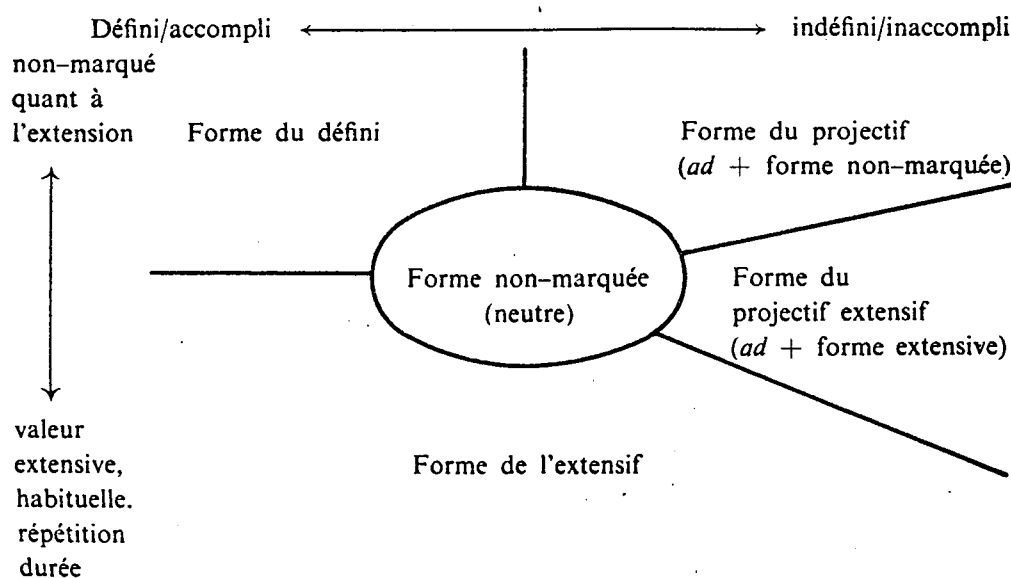 Défini/accompli
indéfini/inaccompli
non–marqué
quant à
l'extension
Forme du défini
Forme du projectif
(ad + forme non–marquée)
Forme non–marquée
(neutre)
Forme du
projectif extensif
(ad + forme extensive)
valeur
extensive,
habituelle.
répétition
durée
Forme de l'extensif